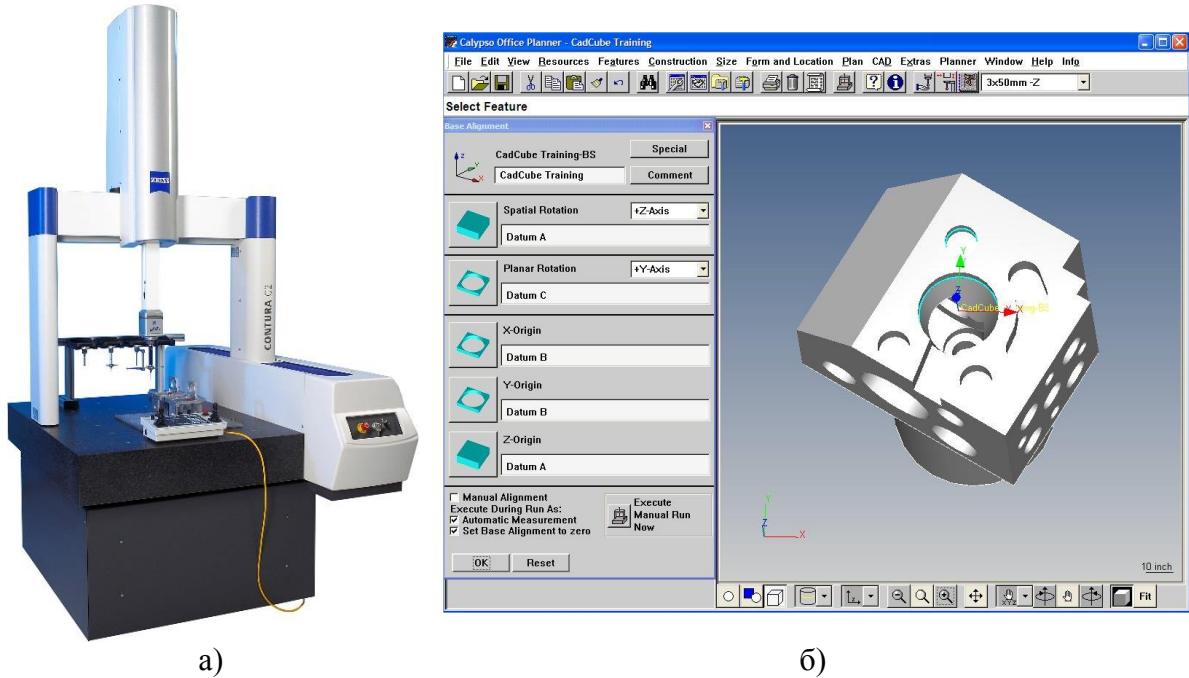 ZEISS
CONTURA G2
Calypso Office Planner - CadCube Training
File Edit View Resources Features Construction Size Form and Location Plan CAD Extras Planner Window Help Info
3x50mm -Z
Select Feature
Base Alignment
CadCube Training-BS
Special
CadCube Training
Comment
Spatial Rotation
+Z-Axis
Datum A
Planar Rotation
+Y-Axis
Datum C
X-Origin
Datum B
Y-Origin
Datum B
Z-Origin
Datum A
Manual Alignment
Execute During Run As:
Automatic Measurement
Set Base Alignment to zero
Execute
Manual Run
Now
OK Reset
Y
Z
X
Y
Z
X
10 inch
XYZ
Fit
а)
б)